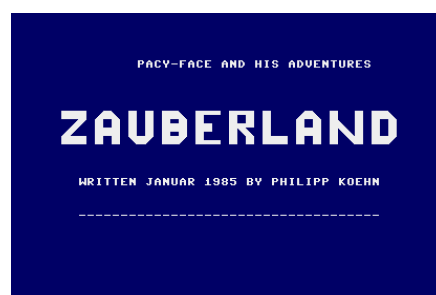 PACY-FACE AND HIS ADVENTURES
ZAUBERLAND
WRITTEN JANUAR 1985 BY PHILIPP KOEHN
------------------------------------